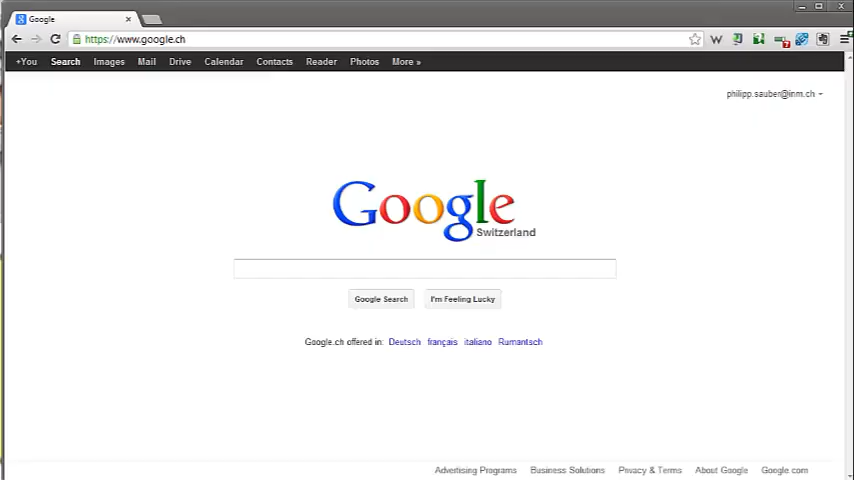 Google
https://www.google.ch
+You Search Images Mail Drive Calendar Contacts Reader Photos More »
philipp.sauber@inm.ch
Google
Switzerland
Google Search I'm Feeling Lucky
Google.ch offered in: Deutsch français italiano Rumantsch
Advertising Programs Business Solutions Privacy & Terms About Google Google.com